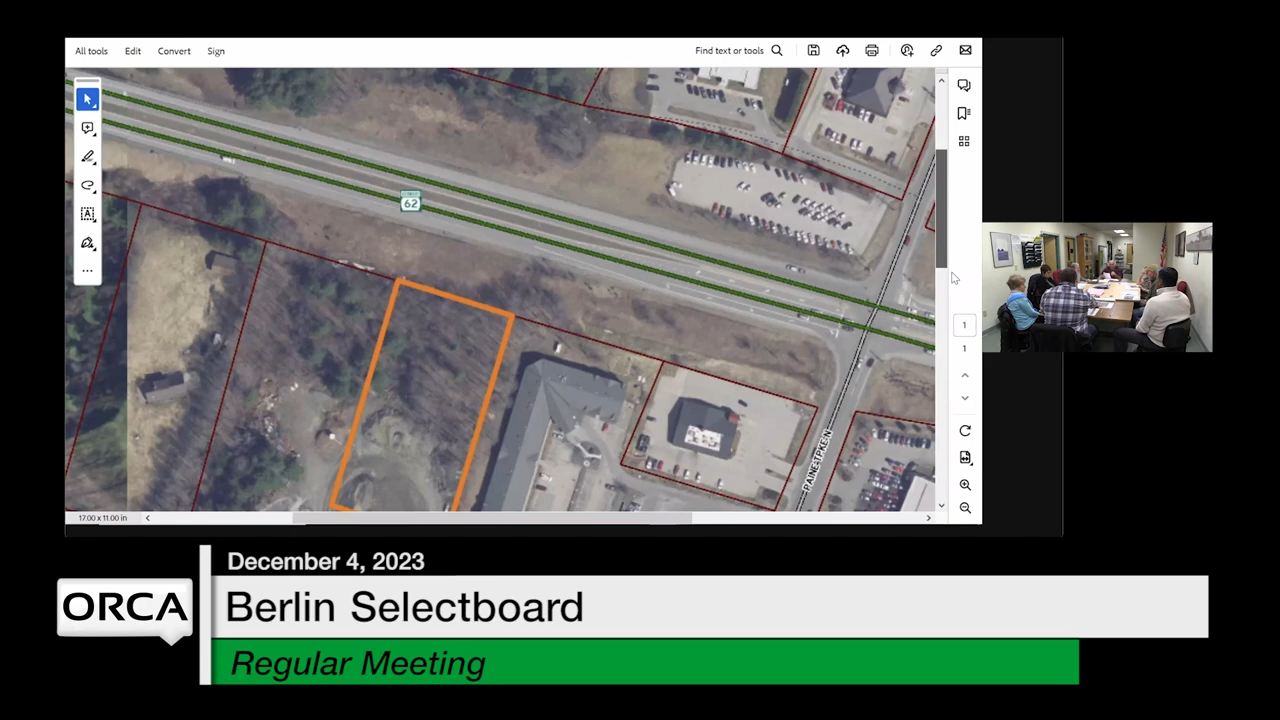 All tools Edit Convert Sign
Find text or tools
62
PAINE TPKE N
1
1
17.00 x 11.00 in
December 4, 2023
ORCA
Berlin Selectboard
Regular Meeting